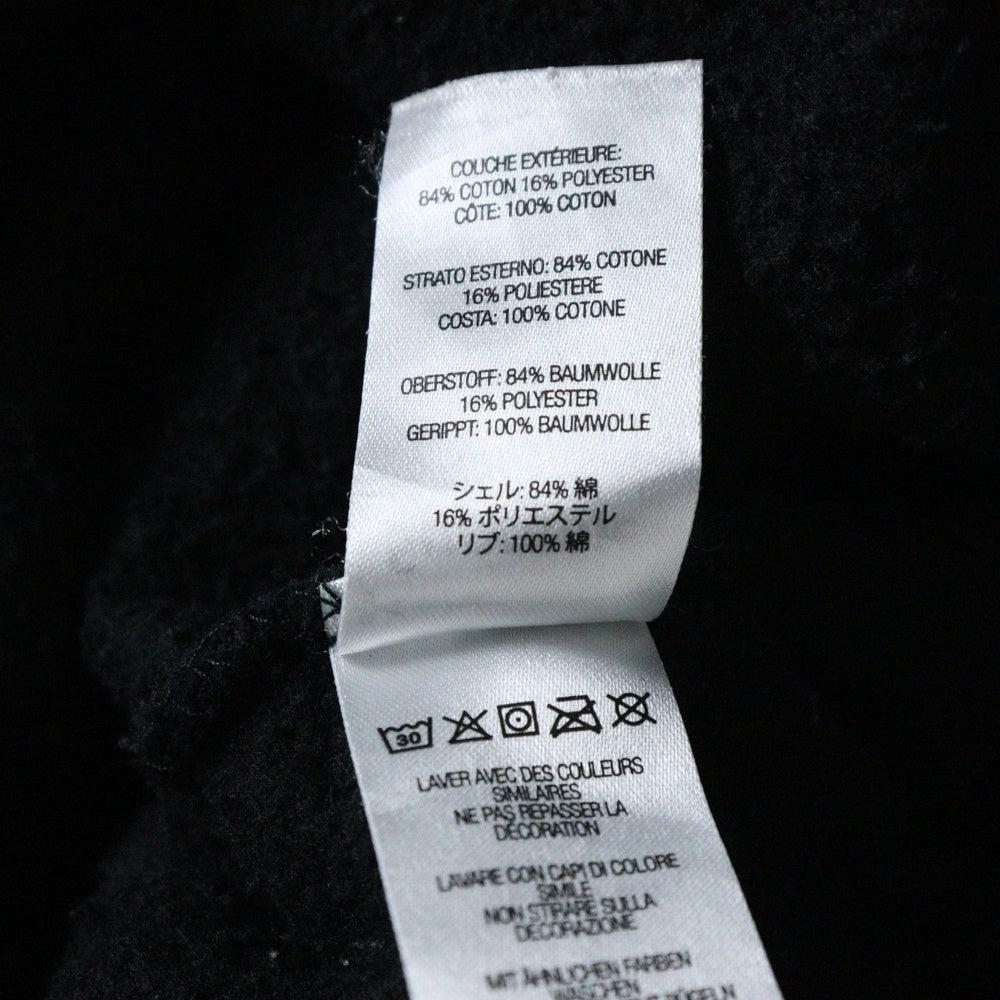 COUCHE EXTÉRIEURE:
84% COTON 16% POLYESTER
CÔTE: 100% COTON
STRATO ESTERNO: 84% COTONE
16% POLIESTERE
COSTA: 100% COTONE
OBERSTOFF: 84% BAUMWOLLE
16% POLYESTER
GERIPPT: 100% BAUMWOLLE
シェル: 84% 綿
16% ポリエステル
リブ: 100% 綿
30
LAVER AVEC DES COULEURS
SIMILAIRES
NE PAS REPASSER LA
DÉCORATION
LAVARE CON CAPI DI COLORE
SIMILE
NON STIRARE SULLA
DECORAZIONE
MIT ÄHNLICHEN FARBEN
WASCHEN
BÜGELN